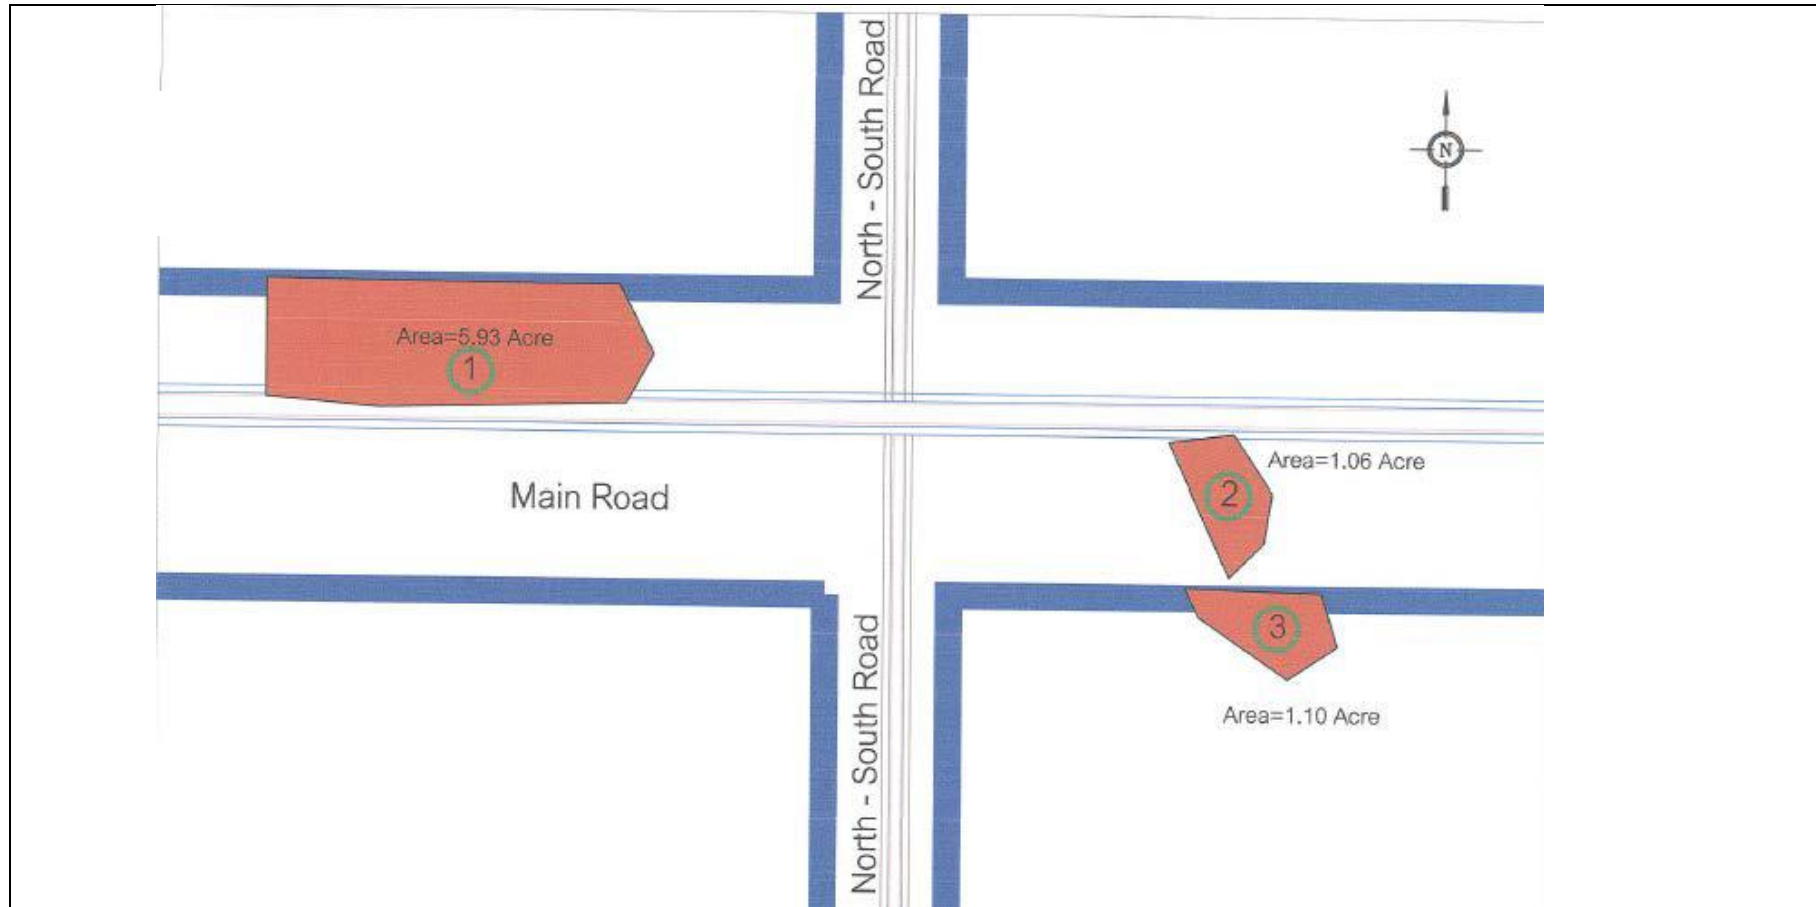 North - South Road
N
Area=5.93 Acre
1
Main Road
Area=1.06 Acre
2
3
Area=1.10 Acre
North - South Road